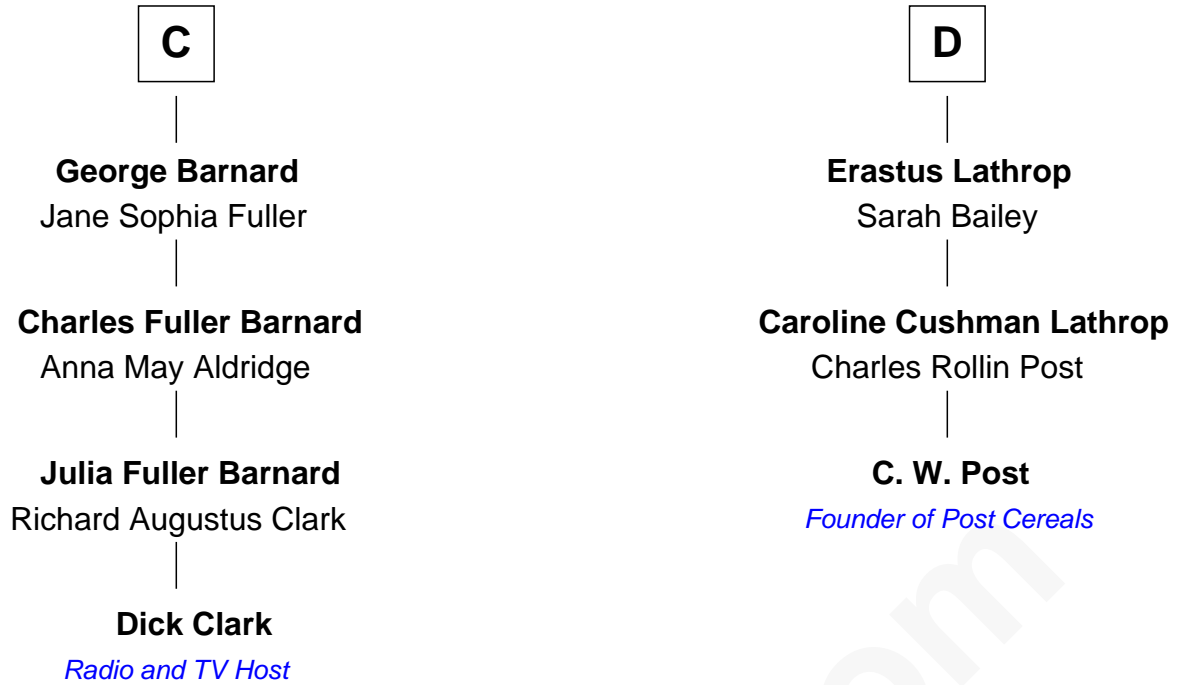 C
George Barnard
Jane Sophia Fuller
Charles Fuller Barnard
Anna May Aldridge
Julia Fuller Barnard
Richard Augustus Clark
Dick Clark
Radio and TV Host
D
Erastus Lathrop
Sarah Bailey
Caroline Cushman Lathrop
Charles Rollin Post
C. W. Post
Founder of Post Cereals
om